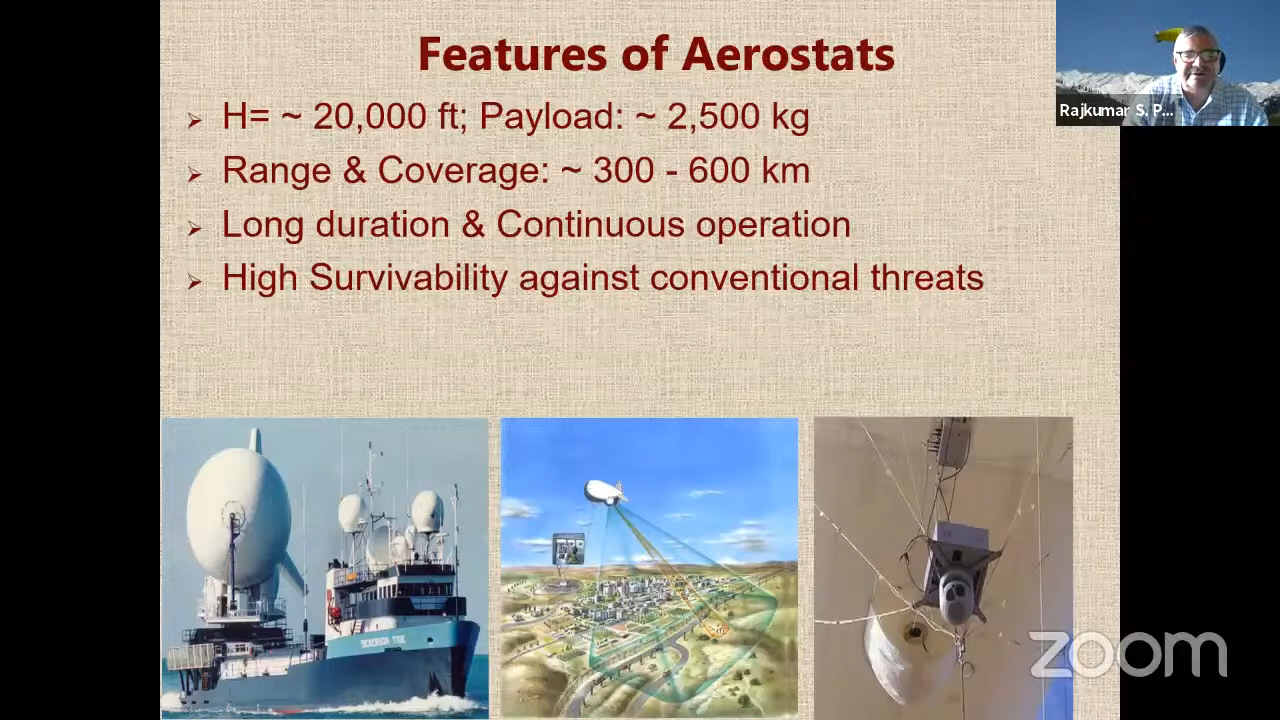 Features of Aerostats
Rajkumar S. P...
➢ H= ~ 20,000 ft; Payload: ~ 2,500 kg
➢ Range & Coverage: ~ 300 - 600 km
➢ Long duration & Continuous operation
➢ High Survivability against conventional threats
zoom